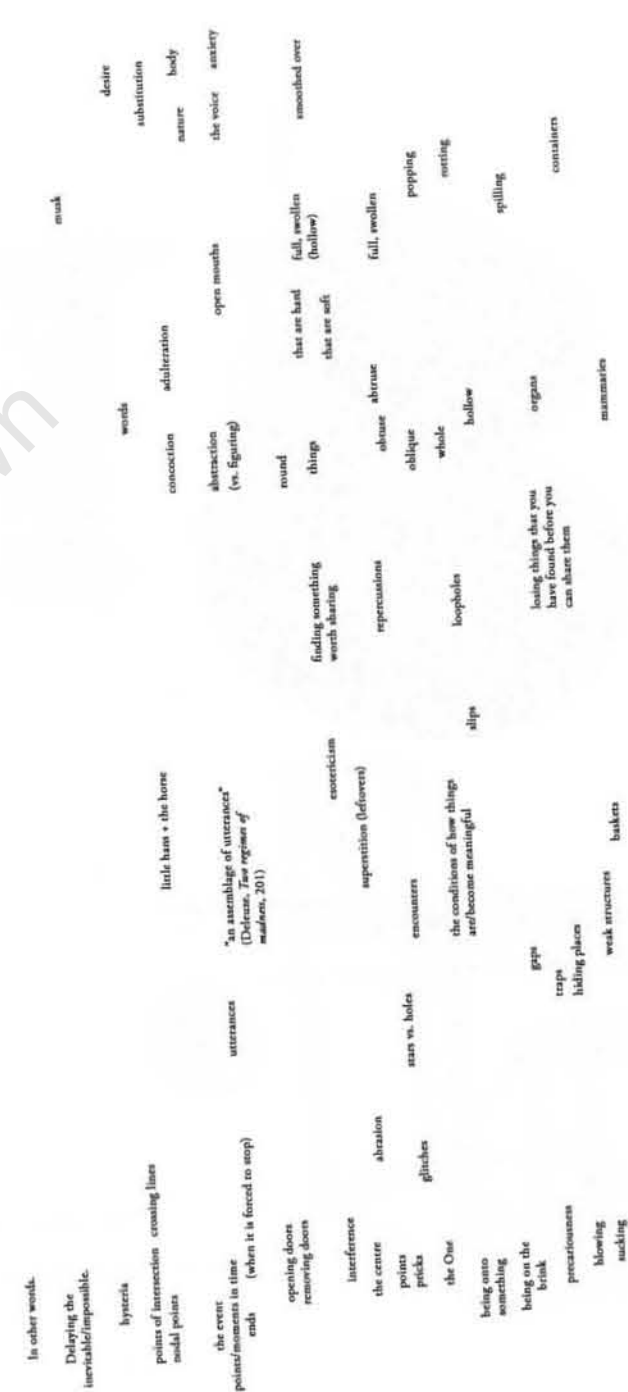 In other words.
musk
Delaying the
inevitable/impossible.
desire
hysteria
words
substitution
points of intersection crossing lines
nodal points
little hans + the horse
concoction
adulteration
nature
body
the event
points/moments in time
ends (when it is forced to stop)
utterances
"an assemblage of utterances"
(Deleuze, Two regimes of
madness, 201)
abstraction
(vs. figuring)
open mouths
the voice
anxiety
opening doors
removing doors
finding something
worth sharing
round
things
that are hard
that are soft
full, swollen
(hollow)
smoothed over
esotericism
interference
superstition (leftovers)
the centre
abrasion
repercussions
obtuse
abtruse
full, swollen
points
pricks
glitches
stars vs. holes
encounters
oblique
popping
the One
the conditions of how things
are/become meaningful
slips
loopholes
whole
hollow
rotting
being onto
something
spilling
being on the
brink
gaps
traps
hiding places
losing things that you
have found before you
can share them
organs
containers
precariousness
blowing
sucking
weak structures
baskets
mammaries